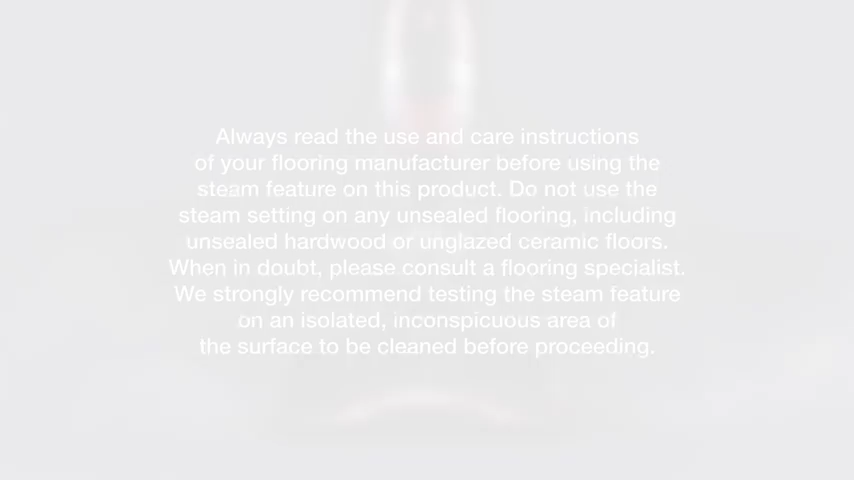 Always read the use and care instructions
of your flooring manufacturer before using the
steam feature on this product. Do not use the
steam setting on any unsealed flooring, including
unsealed hardwood or unglazed ceramic floors.
When in doubt, please consult a flooring specialist.
We strongly recommend testing the steam feature
on an isolated, inconspicuous area of
the surface to be cleaned before proceeding.